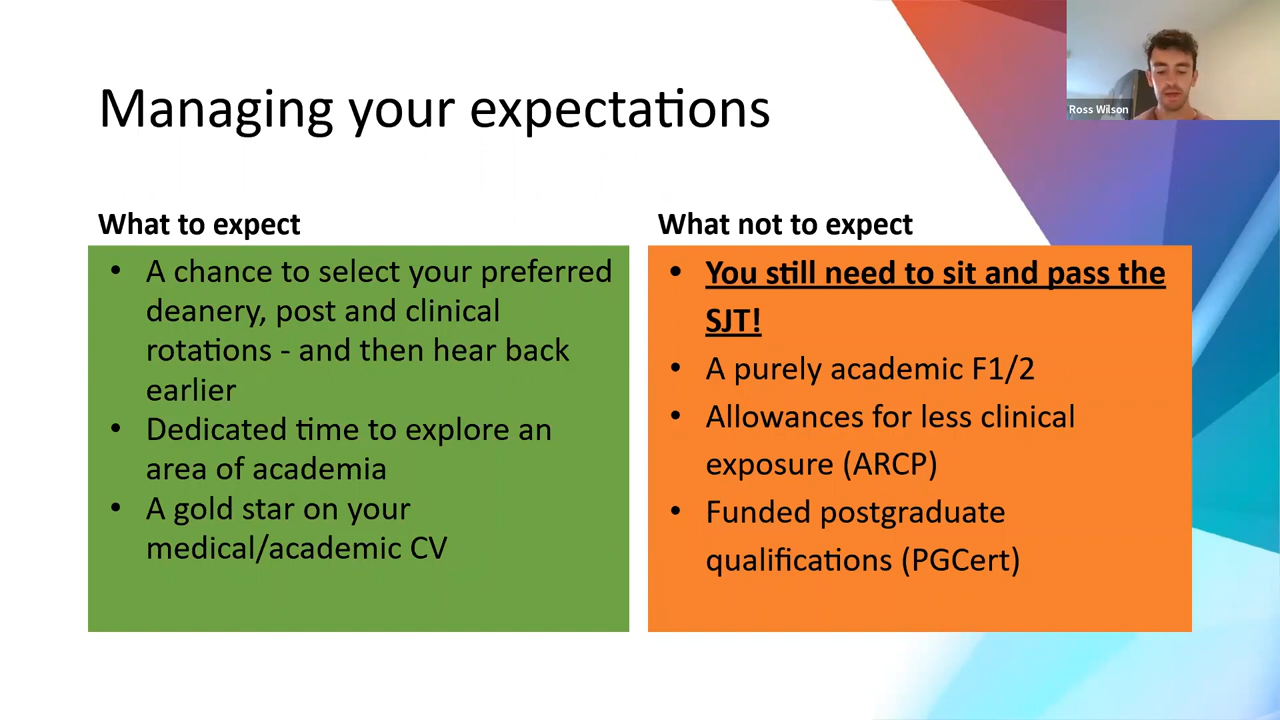 Ross Wilson
Managing your expectations
What to expect
• A chance to select your preferred
deanery, post and clinical
rotations - and then hear back
earlier
• Dedicated time to explore an
area of academia
• A gold star on your
medical/academic CV
What not to expect
• You still need to sit and pass the
SJT!
• A purely academic F1/2
• Allowances for less clinical
exposure (ARCP)
• Funded postgraduate
qualifications (PGCert)